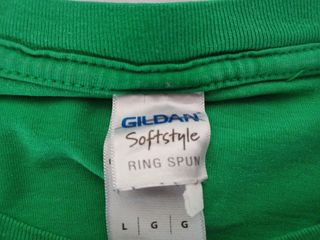 GILDAN
Softstyle
RING SPUN
L G G